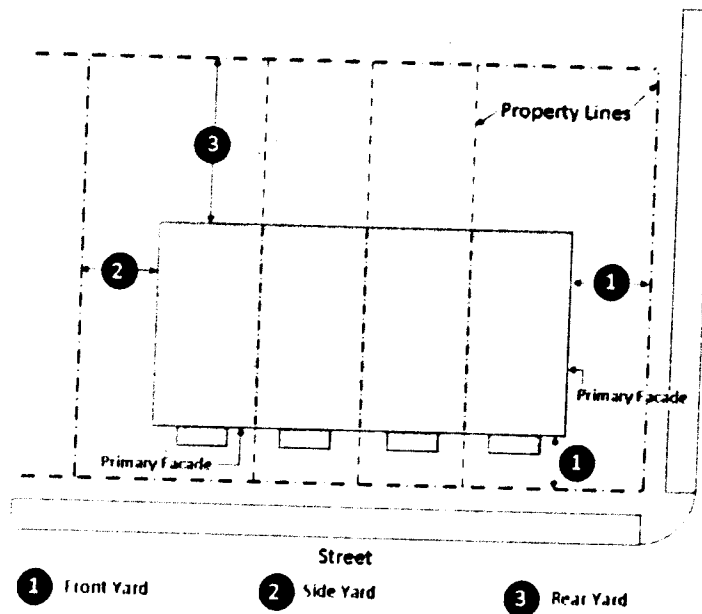 Property Lines
3
2
1
Primary Facade
Primary Facade
1
Street
1 Front Yard
2 Side Yard
3 Rear Yard